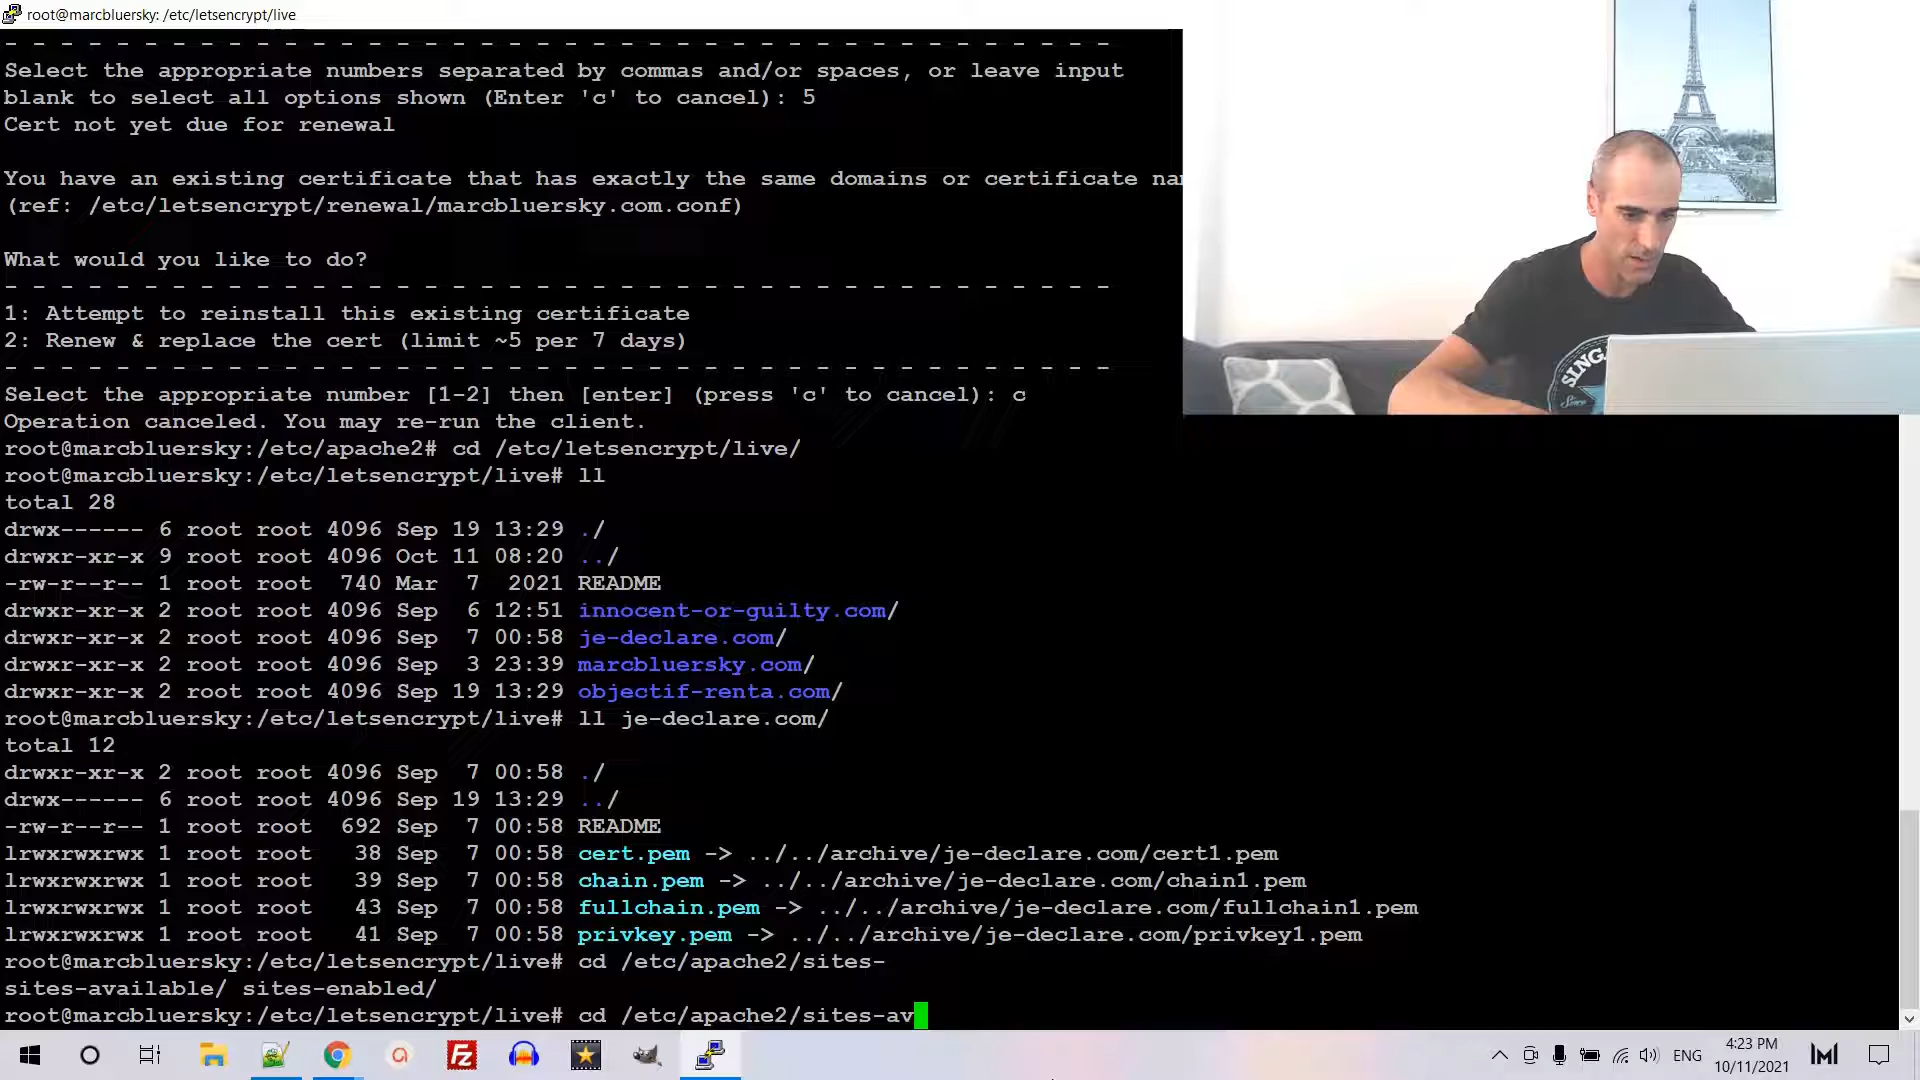 root@marcbluersky: /etc/letsencrypt/live
- - - - - - - - - - - - - - - - - - - - - - - - - - - - - - - - - - - - - - - -
Select the appropriate numbers separated by commas and/or spaces, or leave input
blank to select all options shown (Enter 'c' to cancel): 5
Cert not yet due for renewal
You have an existing certificate that has exactly the same domains or certificate
(ref: /etc/letsencrypt/renewal/marcbluersky.com.conf)
What would you like to do?
- - - - - - - - - - - - - - - - - - - - - - - - - - - - - - - - - - - - - - - -
1: Attempt to reinstall this existing certificate
2: Renew & replace the cert (limit ~5 per 7 days)
- - - - - - - - - - - - - - - - - - - - - - - - - - - - - - - - - - - - - - - -
Select the appropriate number [1-2] then [enter] (press 'c' to cancel): c
Operation canceled. You may re-run the client.
root@marcbluersky:/etc/apache2# cd /etc/letsencrypt/live/
root@marcbluersky:/etc/letsencrypt/live# ll
total 28
drwx------ 6 root root 4096 Sep 19 13:29 ./
drwxr-xr-x 9 root root 4096 Oct 11 08:20 ../
-rw-r--r-- 1 root root  740 Mar  7  2021 README
drwxr-xr-x 2 root root 4096 Sep  6 12:51 innocent-or-guilty.com/
drwxr-xr-x 2 root root 4096 Sep  7 00:58 je-declare.com/
drwxr-xr-x 2 root root 4096 Sep  3 23:39 marcbluersky.com/
drwxr-xr-x 2 root root 4096 Sep 19 13:29 objectif-renta.com/
root@marcbluersky:/etc/letsencrypt/live# ll je-declare.com/
total 12
drwxr-xr-x 2 root root 4096 Sep  7 00:58 ./
drwx------ 6 root root 4096 Sep 19 13:29 ../
-rw-r--r-- 1 root root  692 Sep  7 00:58 README
lrwxrwxrwx 1 root root   38 Sep  7 00:58 cert.pem -> ../../archive/je-declare.com/cert1.pem
lrwxrwxrwx 1 root root   39 Sep  7 00:58 chain.pem -> ../../archive/je-declare.com/chain1.pem
lrwxrwxrwx 1 root root   43 Sep  7 00:58 fullchain.pem -> ../../archive/je-declare.com/fullchain1.pem
lrwxrwxrwx 1 root root   41 Sep  7 00:58 privkey.pem -> ../../archive/je-declare.com/privkey1.pem
root@marcbluersky:/etc/letsencrypt/live# cd /etc/apache2/sites-
sites-available/ sites-enabled/
root@marcbluersky:/etc/letsencrypt/live# cd /etc/apache2/sites-av
ENG
4:23 PM
10/11/2021